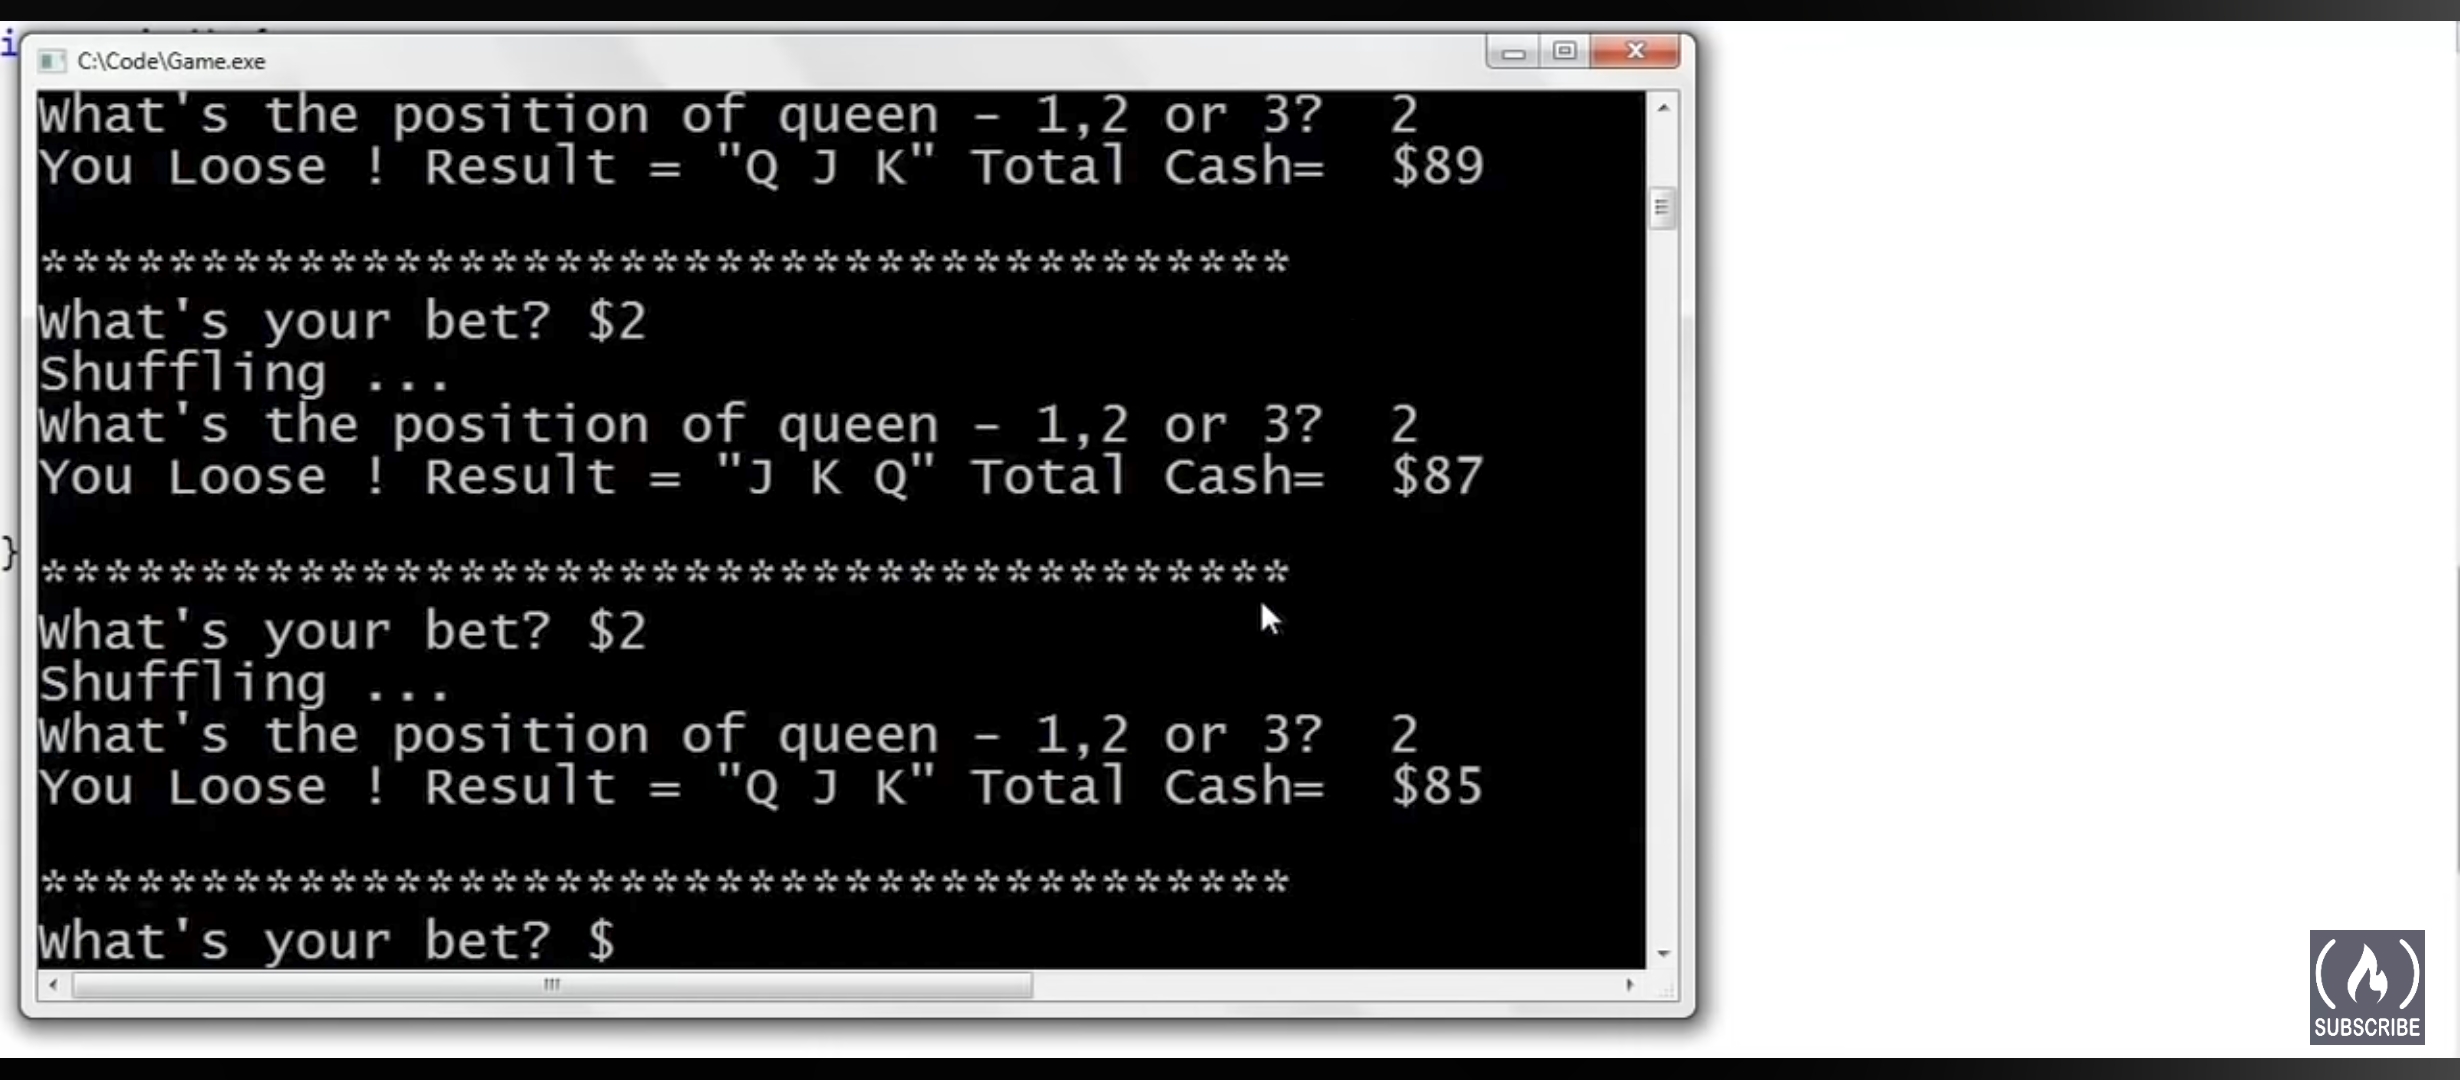 C:\Code\Game.exe
What's the position of queen – 1,2 or 3?  2
You Loose ! Result = "Q J K" Total Cash=  $89
***************************************
What's your bet? $2
Shuffling ...
What's the position of queen – 1,2 or 3?  2
You Loose ! Result = "J K Q" Total Cash=  $87
}
***************************************
What's your bet? $2
Shuffling ...
What's the position of queen – 1,2 or 3?  2
You Loose ! Result = "Q J K" Total Cash=  $85
***************************************
What's your bet? $
SUBSCRIBE